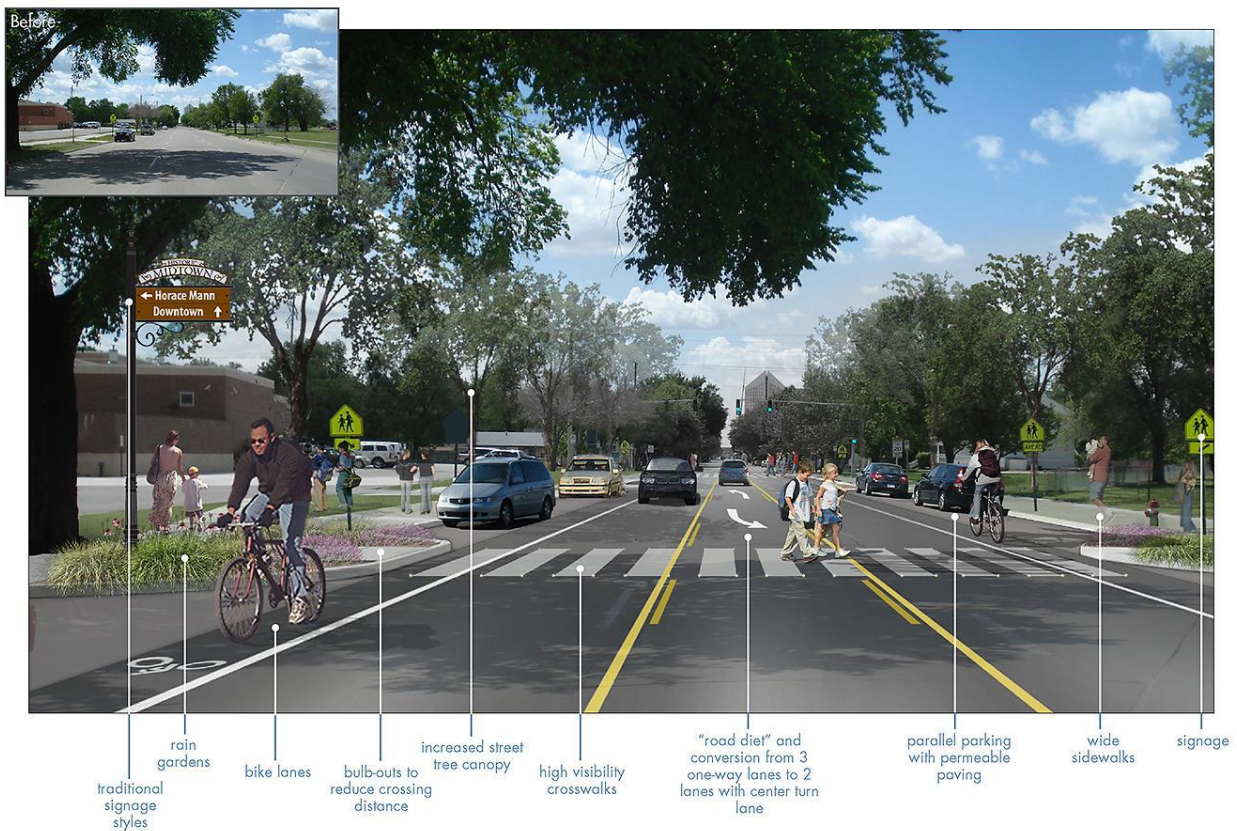 Before
HISTORIC
MIDTOWN
← Horace Mann
Downtown ↑
AHEAD
traditional
signage
styles
rain
gardens
bike lanes
bulb-outs to
reduce crossing
distance
increased street
tree canopy
high visibility
crosswalks
"road diet" and
conversion from 3
one-way lanes to 2
lanes with center turn
lane
parallel parking
with permeable
paving
wide
sidewalks
signage